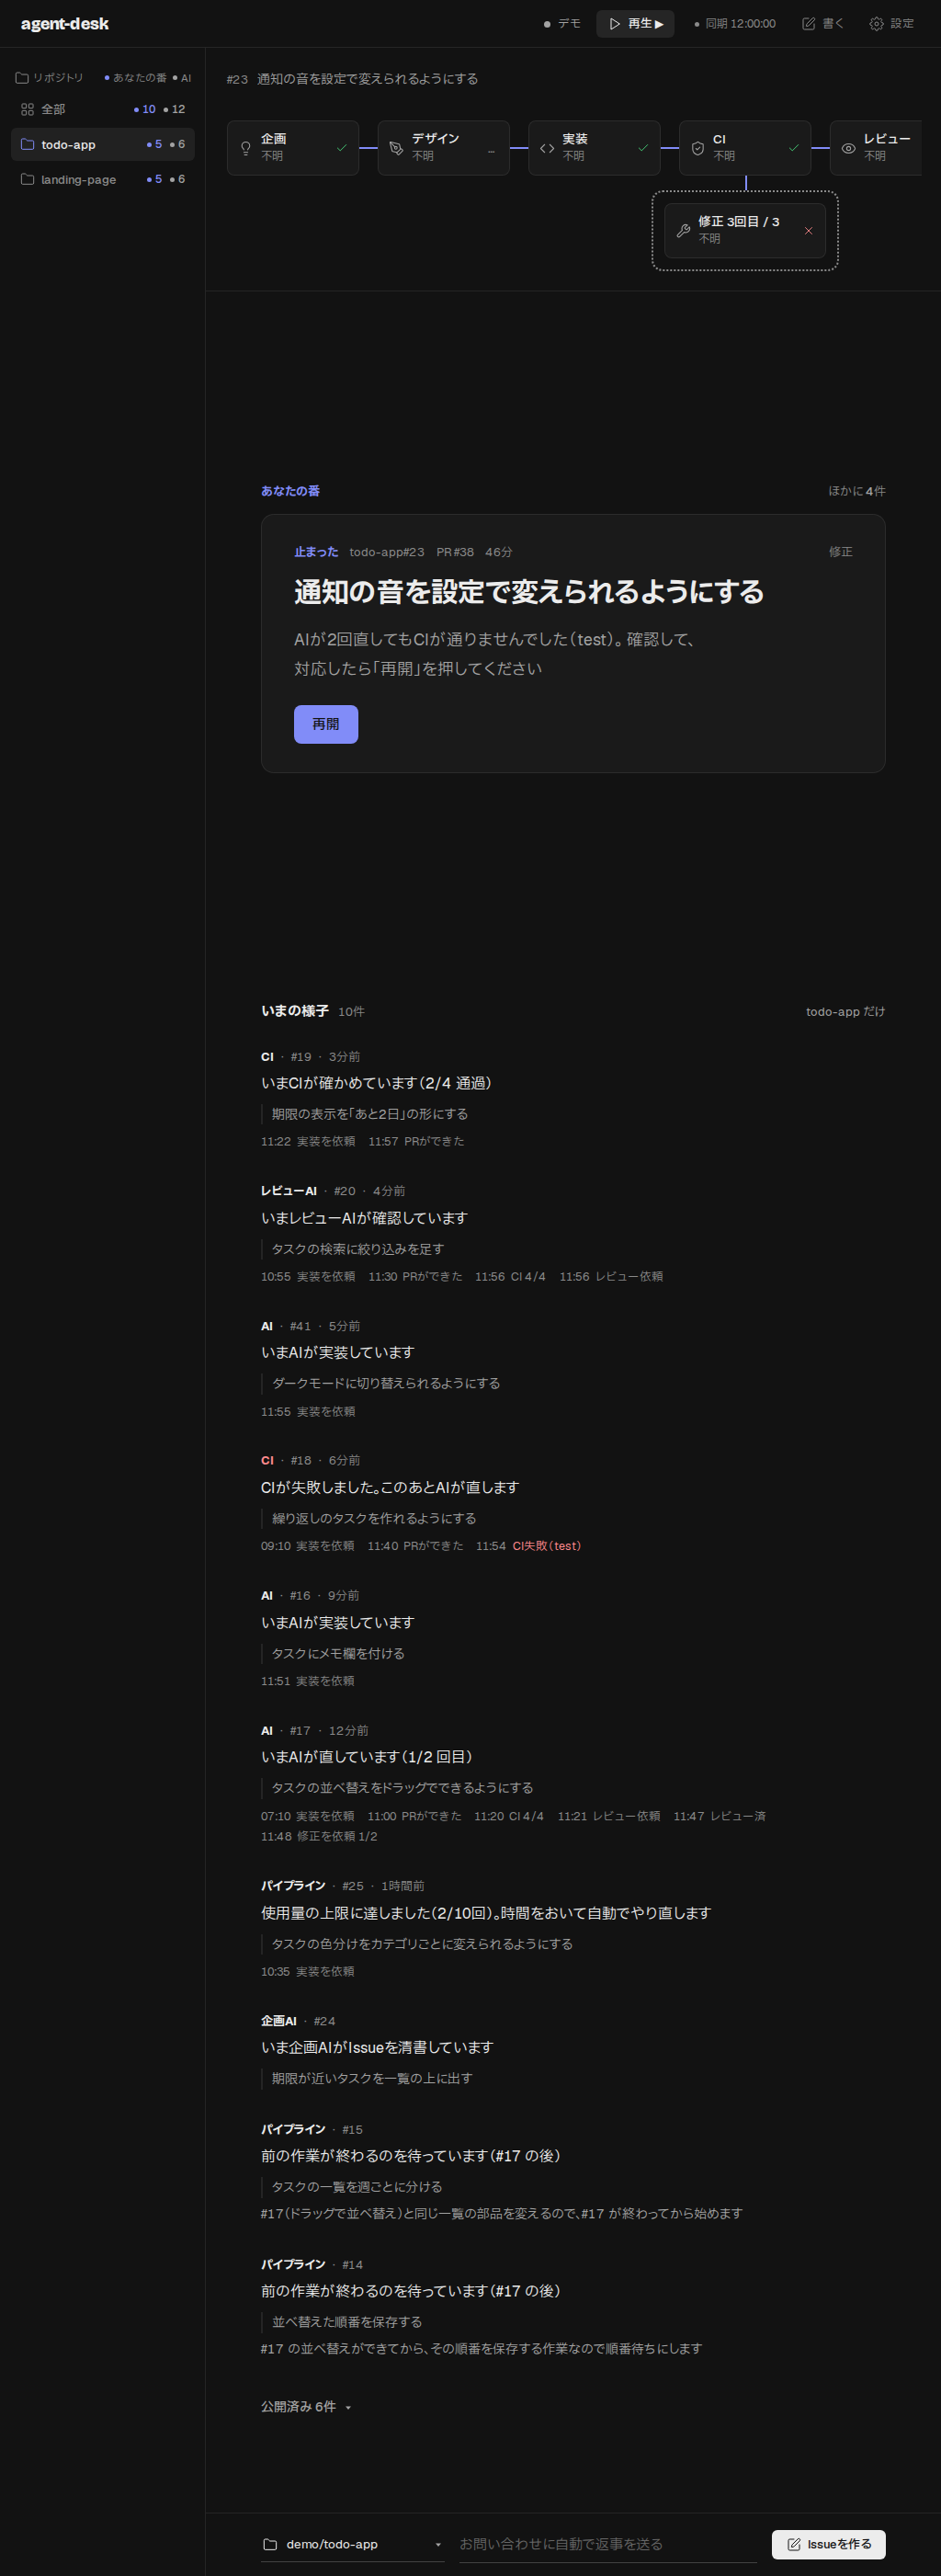 agent-desk
デモ
再生 ▶
同期 12:00:00
書く
設定
リポジトリ
あなたの番
AI
全部
10
12
todo-app
5
6
landing-page
5
6
#23 通知の音を設定で変えられるようにする
企画
不明
デザイン
不明
…
実装
不明
CI
不明
レビュー
不明
修正 3回目 / 3
不明
あなたの番
ほかに 4件
止まった todo-app#23 PR #38 46分
修正
通知の音を設定で変えられるようにする
AIが2回直してもCIが通りませんでした（test）。確認して、
対応したら「再開」を押してください
再開
いまの様子 10件
todo-app だけ
CI · #19 · 3分前
いまCIが確かめています（2/4 通過）
期限の表示を「あと2日」の形にする
11:22 実装を依頼 11:57 PRができた
レビューAI · #20 · 4分前
いまレビューAIが確認しています
タスクの検索に絞り込みを足す
10:55 実装を依頼 11:30 PRができた 11:56 CI 4/4 11:56 レビュー依頼
AI · #41 · 5分前
いまAIが実装しています
ダークモードに切り替えられるようにする
11:55 実装を依頼
CI · #18 · 6分前
CIが失敗しました。このあとAIが直します
繰り返しのタスクを作れるようにする
09:10 実装を依頼 11:40 PRができた 11:54 CI失敗（test）
AI · #16 · 9分前
いまAIが実装しています
タスクにメモ欄を付ける
11:51 実装を依頼
AI · #17 · 12分前
いまAIが直しています（1/2 回目）
タスクの並べ替えをドラッグでできるようにする
07:10 実装を依頼 11:00 PRができた 11:20 CI 4/4 11:21 レビュー依頼 11:47 レビュー済
11:48 修正を依頼 1/2
パイプライン · #25 · 1時間前
使用量の上限に達しました（2/10回）。時間をおいて自動でやり直します
タスクの色分けをカテゴリごとに変えられるようにする
10:35 実装を依頼
企画AI · #24
いま企画AIがIssueを清書しています
期限が近いタスクを一覧の上に出す
パイプライン · #15
前の作業が終わるのを待っています（#17 の後）
タスクの一覧を週ごとに分ける
#17（ドラッグで並べ替え）と同じ一覧の部品を変えるので、#17 が終わってから始めます
パイプライン · #14
前の作業が終わるのを待っています（#17 の後）
並べ替えた順番を保存する
#17 の並べ替えができてから、その順番を保存する作業なので順番待ちにします
公開済み 6件
demo/todo-app
お問い合わせに自動で返事を送る
Issueを作る